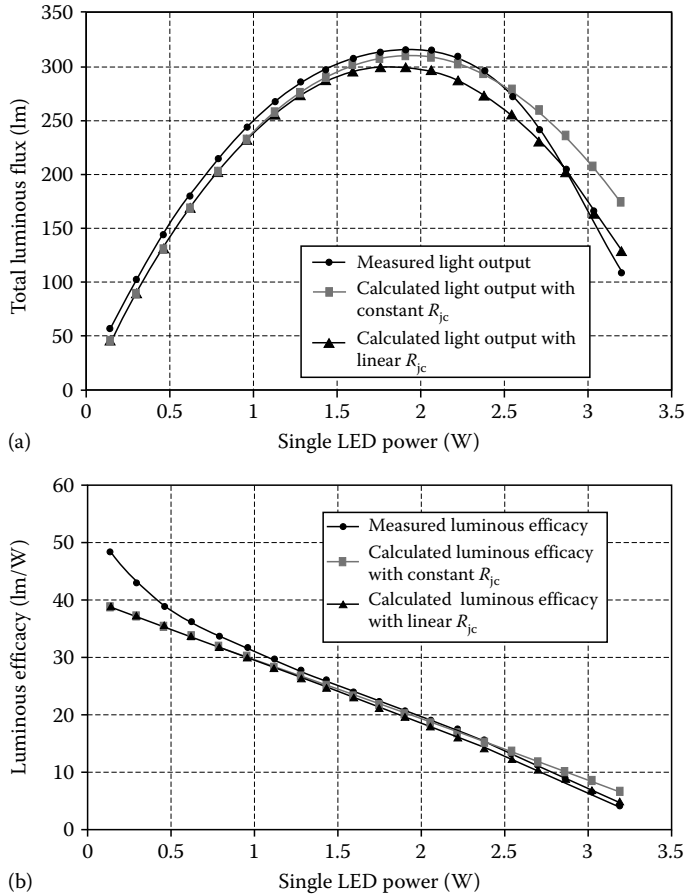 350
300
250
200
150
100
50
0
Total luminous flux (lm)
Measured light output
Calculated light output with
constant Rjc
Calculated light output with
linear Rjc
0 0.5 1 1.5 2 2.5 3 3.5
Single LED power (W)
(a)
60
50
40
30
20
10
0
Luminous efficacy (lm/W)
Measured luminous efficacy
Calculated luminous efficacy
with constant Rjc
Calculated luminous efficacy
with linear Rjc
0 0.5 1 1.5 2 2.5 3 3.5
Single LED power (W)
(b)